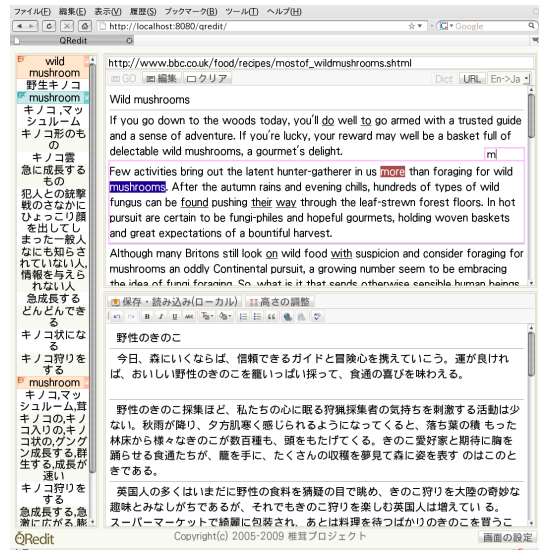 ファイル(F) 編集(E) 表示(V) 履歴(S) ブックマーク(B) ツール(T) ヘルプ(H)
http://localhost:8080/qredit/
Google
QRedit
wild
mushroom
野生キノコ
mushroom
キノコ,マッ
シュルーム
キノコ形のも
の
キノコ雲
急に成長する
もの
犯人との銃撃
戦のさなかに
ひょっこり顔
を出してし
まった一般人
なにも知らさ
れていない人,
情報を与えら
れない人
急成長する
どんどんでき
る
キノコ状にな
る
キノコ狩りを
する
mushroom
キノコ,マッ
シュルーム,茸
キノコの,キノ
コ入りの,キノ
コ状の,グング
ン成長する,群
生する,成長が
速い
キノコ狩りを
する
急成長する,急
激に広がる,膨
QRedit
http://www.bbc.co.uk/food/recipes/mostof_wildmushrooms.shtml
GO 編集 クリア Dict URL En->Ja
Wild mushrooms
If you go down to the woods today, you'll do well to go armed with a trusted guide
and a sense of adventure. If you're lucky, your reward may well be a basket full of
delectable wild mushrooms, a gourmet's delight.
m
Few activities bring out the latent hunter-gatherer in us more than foraging for wild
mushrooms. After the autumn rains and evening chills, hundreds of types of wild
fungus can be found pushing their way through the leaf-strewn forest floors. In hot
pursuit are certain to be fungi-philes and hopeful gourmets, holding woven baskets
and great expectations of a bountiful harvest.
Although many Britons still look on wild food with suspicion and consider foraging for
mushrooms an oddly Continental pursuit, a growing number seem to be embracing
the idea of fungi foraging. So, what is it that sends otherwise sensible human beings
保存・読み込み(ローカル) 高さの調整
B I U ABC
野性のきのこ
今日、森にいくならば、信頼できるガイドと冒険心を携えていこう。運が良けれ
ば、おいしい野性のきのこを籠いっぱい採って、食通の喜びを味わえる。
野性のきのこ採集ほど、私たちの心に眠る狩猟採集者の気持ちを刺激する活動は少
ない。秋雨が降り、夕方肌寒く感じられるようになってくると、落ち葉の積 もった
林床から様々なきのこが数百種も、頭をもたげてくる。きのこ愛好家と期待に胸を
踊らせる食通たちが、籠を手に、たくさんの収穫を夢見て森に姿を表す のはこのと
きである。
英国人の多くはいまだに野性の食料を猜疑の目で眺め、きのこ狩りを大陸の奇妙な
趣味とみなしがちであるが、それでもきのこ狩りを楽しむ英国人は増えてい る。
スーパーマーケットで綺麗に包装され、あとは料理を待つばかりのきのこを買うこ
Copyright(c) 2005-2009 椎茸プロジェクト
画面の設定